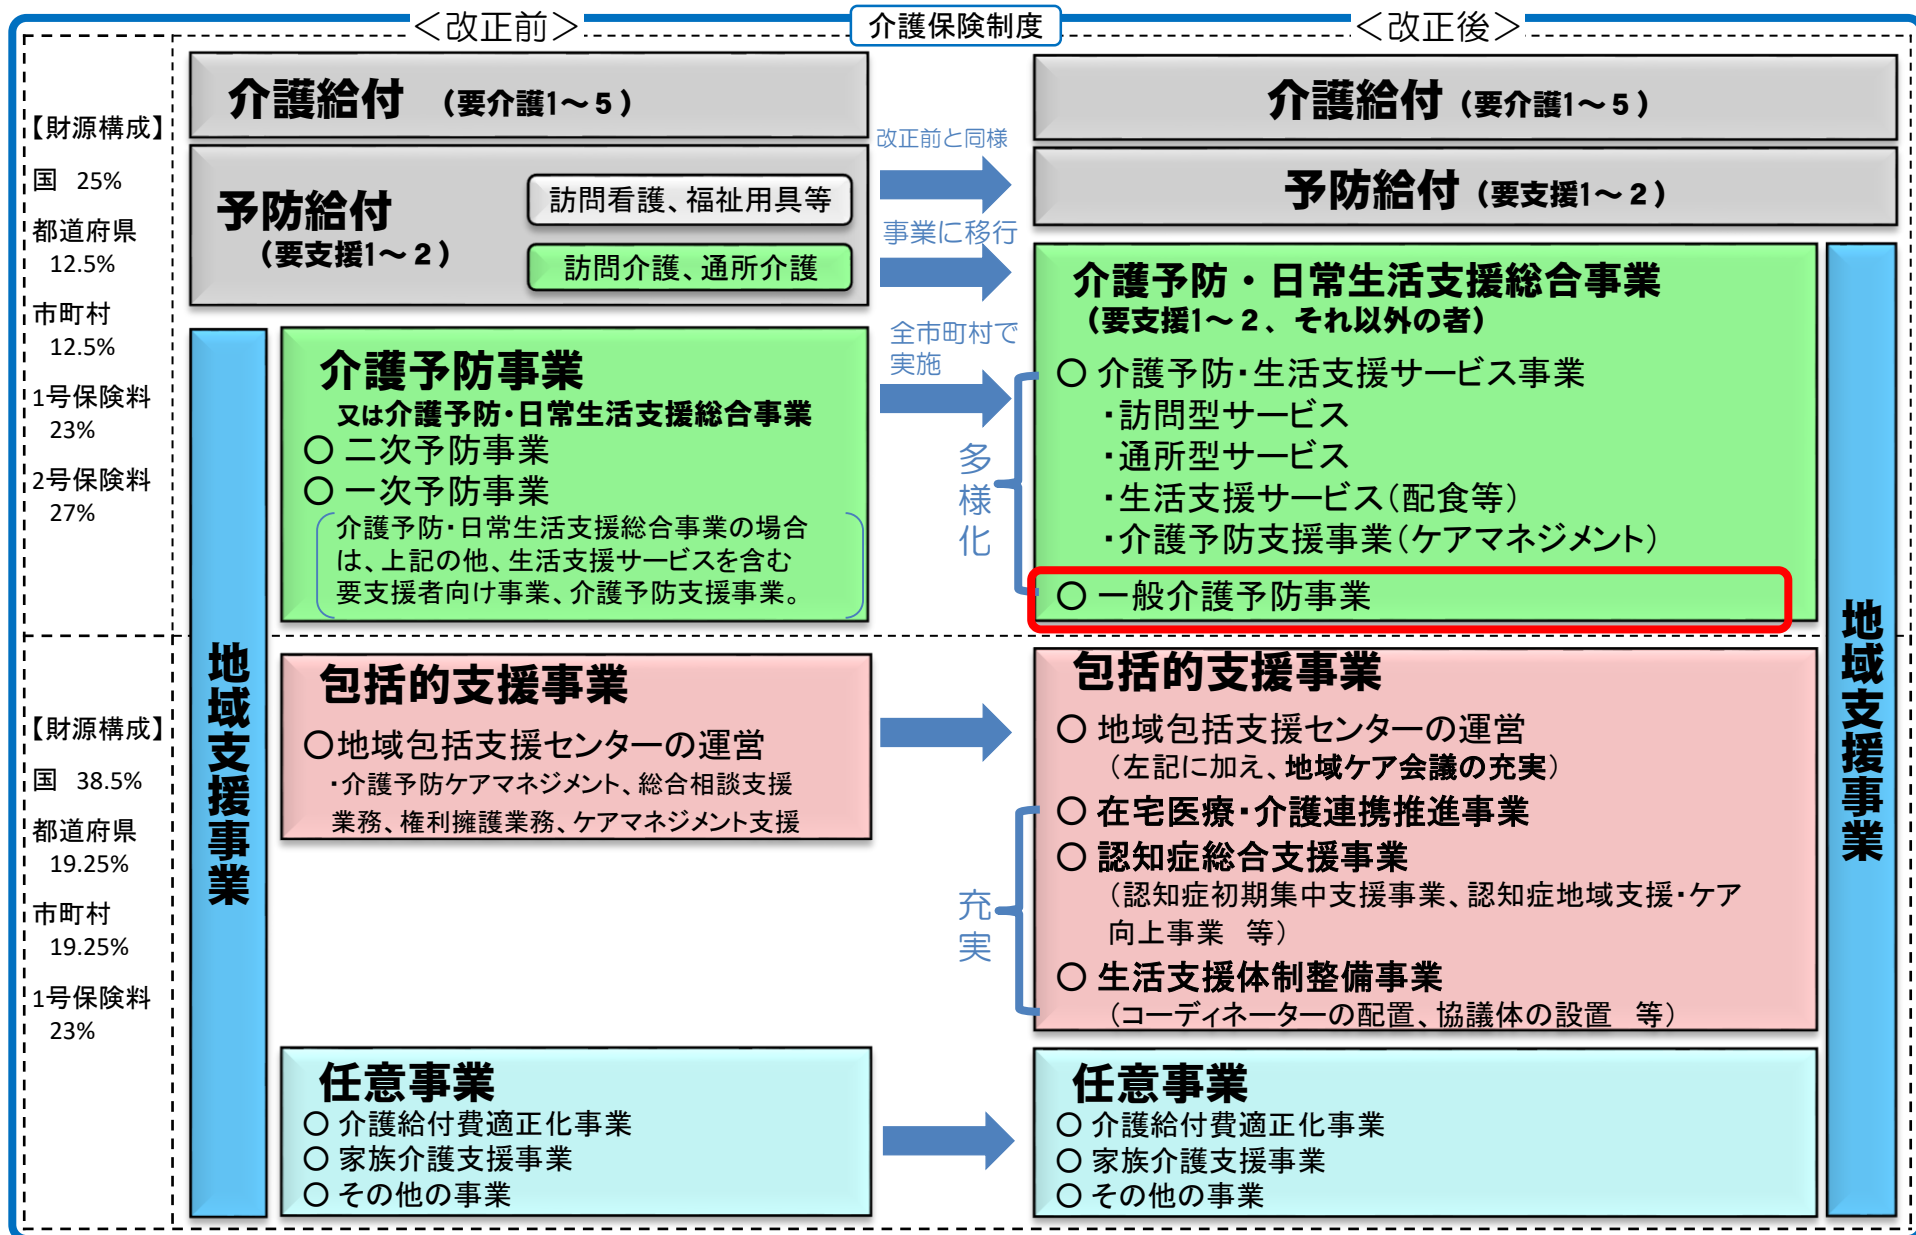 介護保険制度
＜改正前＞
＜改正後＞
【財源構成】
国 25%
都道府県
12.5%
市町村
12.5%
1号保険料
23%
2号保険料
27%
【財源構成】
国 38.5%
都道府県
19.25%
市町村
19.25%
1号保険料
23%
介護給付 （要介護1～5）
予防給付
（要支援1～2）
訪問看護、福祉用具等
訪問介護、通所介護
地域支援事業
介護予防事業
又は介護予防・日常生活支援総合事業
○ 二次予防事業
○ 一次予防事業
介護予防・日常生活支援総合事業の場合
は、上記の他、生活支援サービスを含む
要支援者向け事業、介護予防支援事業。
包括的支援事業
○地域包括支援センターの運営
・介護予防ケアマネジメント、総合相談支援
業務、権利擁護業務、ケアマネジメント支援
任意事業
○ 介護給付費適正化事業
○ 家族介護支援事業
○ その他の事業
改正前と同様
事業に移行
全市町村で
実施
多様化
充実
介護給付 （要介護1～5）
予防給付 （要支援1～2）
介護予防・日常生活支援総合事業
（要支援1～2、それ以外の者）
○ 介護予防・生活支援サービス事業
・訪問型サービス
・通所型サービス
・生活支援サービス（配食等）
・介護予防支援事業（ケアマネジメント）
○ 一般介護予防事業
包括的支援事業
○ 地域包括支援センターの運営
（左記に加え、地域ケア会議の充実）
○ 在宅医療・介護連携推進事業
○ 認知症総合支援事業
（認知症初期集中支援事業、認知症地域支援・ケア
向上事業 等）
○ 生活支援体制整備事業
（コーディネーターの配置、協議体の設置 等）
任意事業
○ 介護給付費適正化事業
○ 家族介護支援事業
○ その他の事業
地域支援事業